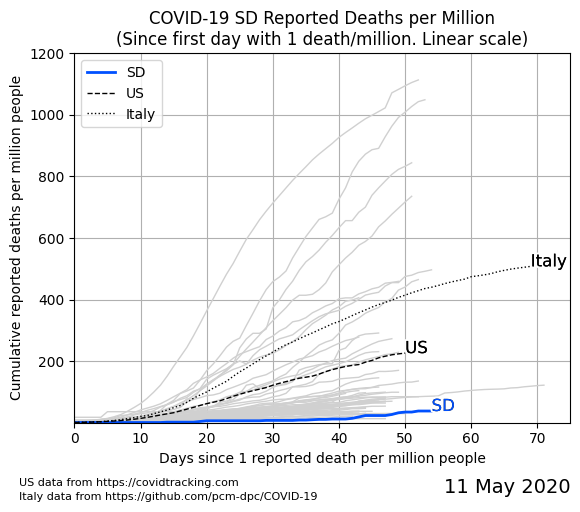 COVID-19 SD Reported Deaths per Million
(Since first day with 1 death/million. Linear scale)
1200
1000
800
600
400
200
Cumulative reported deaths per million people
SD
US
Italy
Italy
US
SD
0 10 20 30 40 50 60 70
Days since 1 reported death per million people
US data from https://covidtracking.com
Italy data from https://github.com/pcm-dpc/COVID-19
11 May 2020